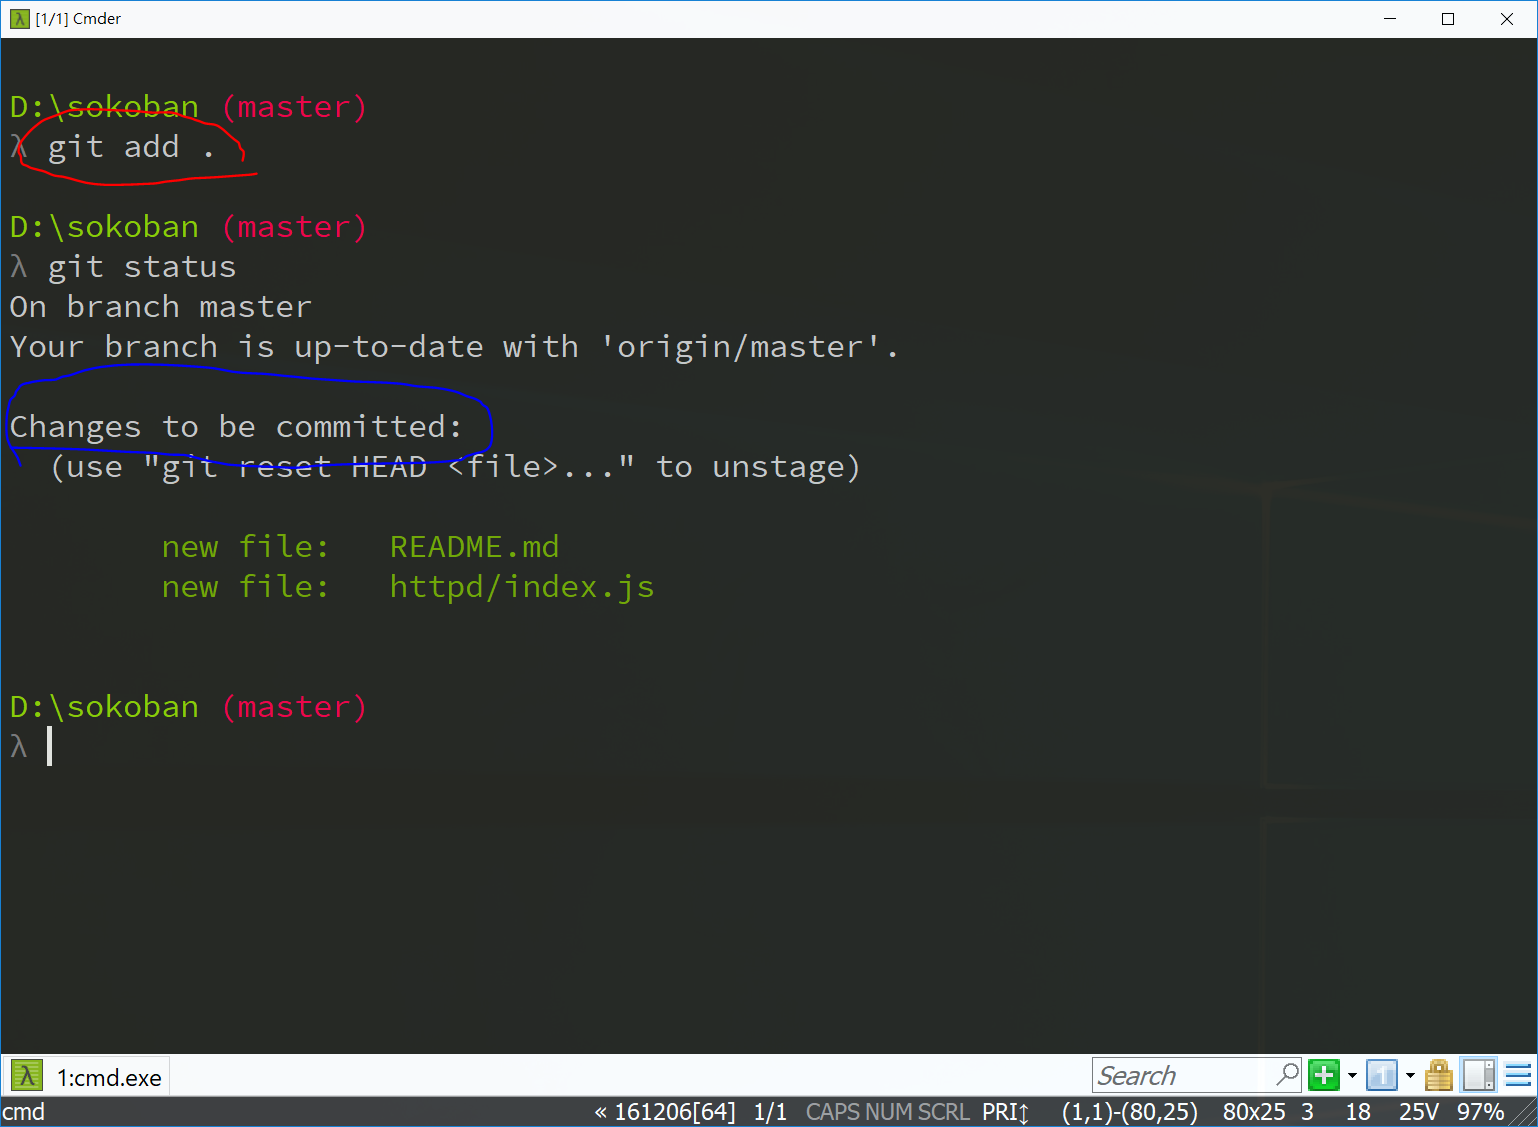 [1/1] Cmder
D:\sokoban (master)
λ git add .
D:\sokoban (master)
λ git status
On branch master
Your branch is up-to-date with 'origin/master'.
Changes to be committed:
(use "git reset HEAD <file>..." to unstage)
new file: README.md
new file: httpd/index.js
D:\sokoban (master)
λ
1:cmd.exe
Search
1
cmd
« 161206[64] 1/1 CAPS NUM SCRL PRI↕ (1,1)-(80,25) 80x25 3 18 25V 97%